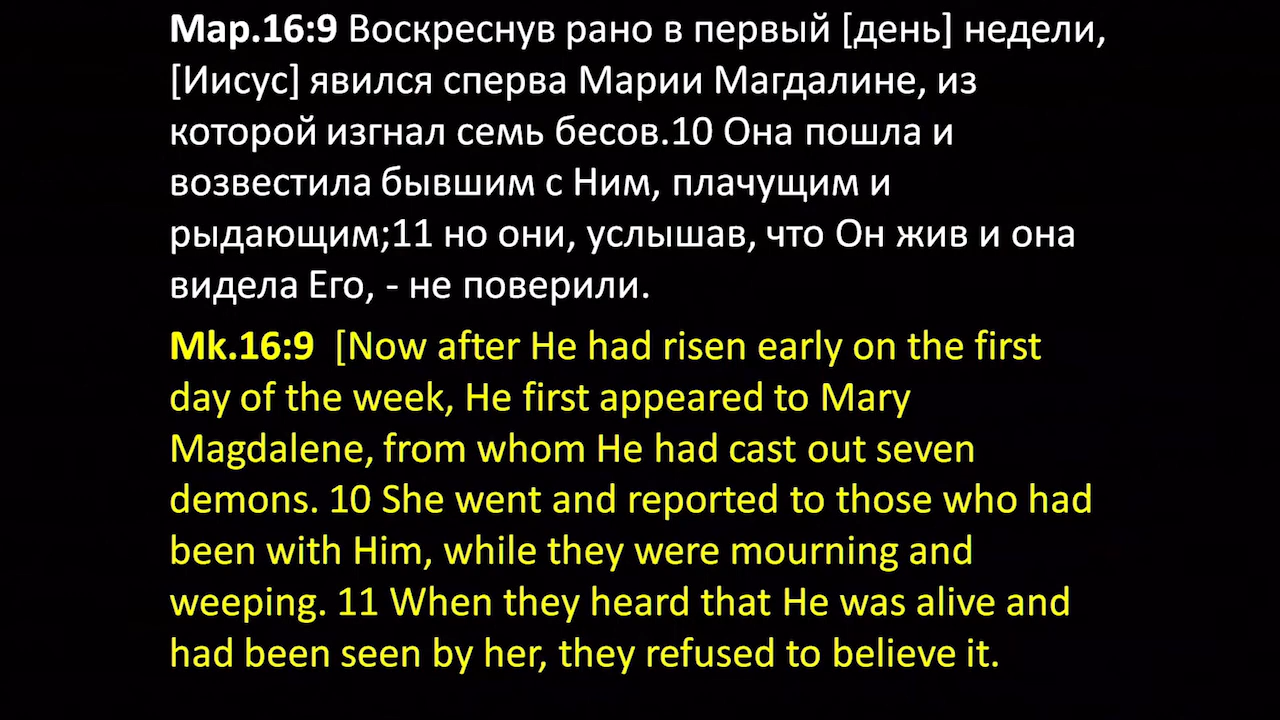 Мар.16:9 Воскреснув рано в первый [день] недели,
[Иисус] явился сперва Марии Магдалине, из
которой изгнал семь бесов.10 Она пошла и
возвестила бывшим с Ним, плачущим и
рыдающим;11 но они, услышав, что Он жив и она
видела Его, - не поверили.
Mk.16:9  [Now after He had risen early on the first
day of the week, He first appeared to Mary
Magdalene, from whom He had cast out seven
demons. 10 She went and reported to those who had
been with Him, while they were mourning and
weeping. 11 When they heard that He was alive and
had been seen by her, they refused to believe it.